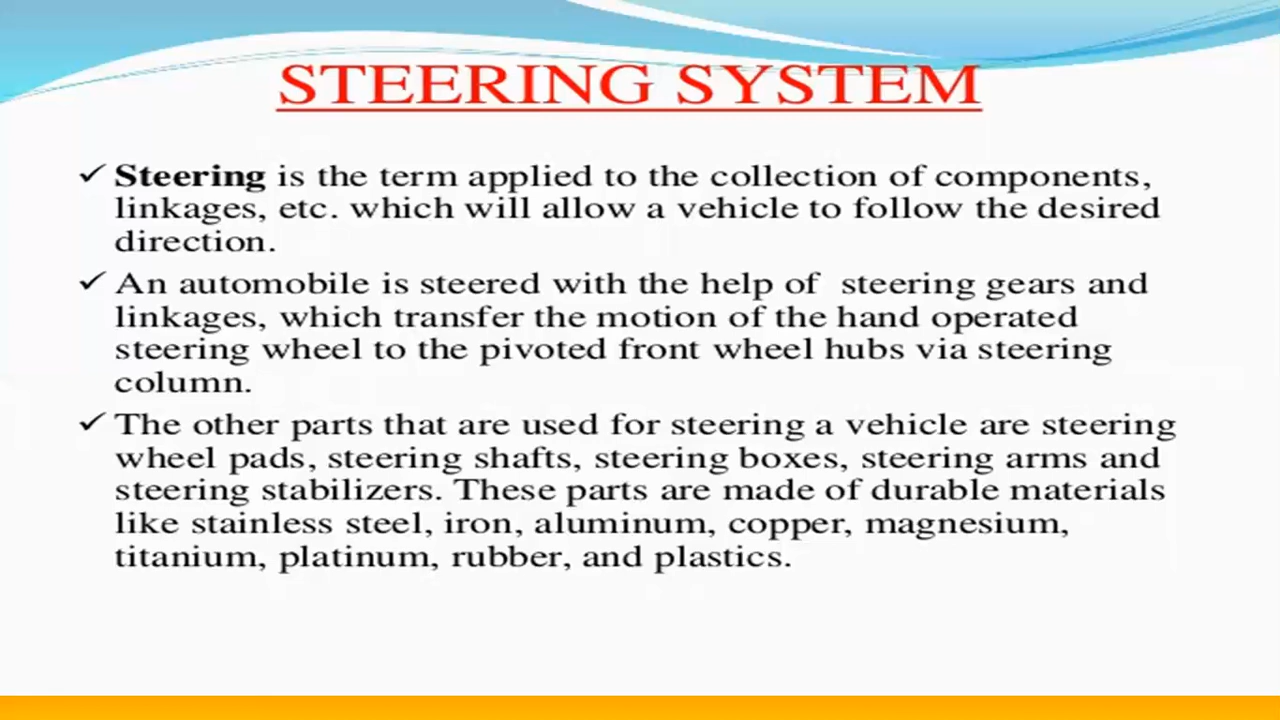 STEERING SYSTEM
✓ Steering is the term applied to the collection of components,
linkages, etc. which will allow a vehicle to follow the desired
direction.
✓ An automobile is steered with the help of  steering gears and
linkages, which transfer the motion of the hand operated
steering wheel to the pivoted front wheel hubs via steering
column.
✓ The other parts that are used for steering a vehicle are steering
wheel pads, steering shafts, steering boxes, steering arms and
steering stabilizers. These parts are made of durable materials
like stainless steel, iron, aluminum, copper, magnesium,
titanium, platinum, rubber, and plastics.